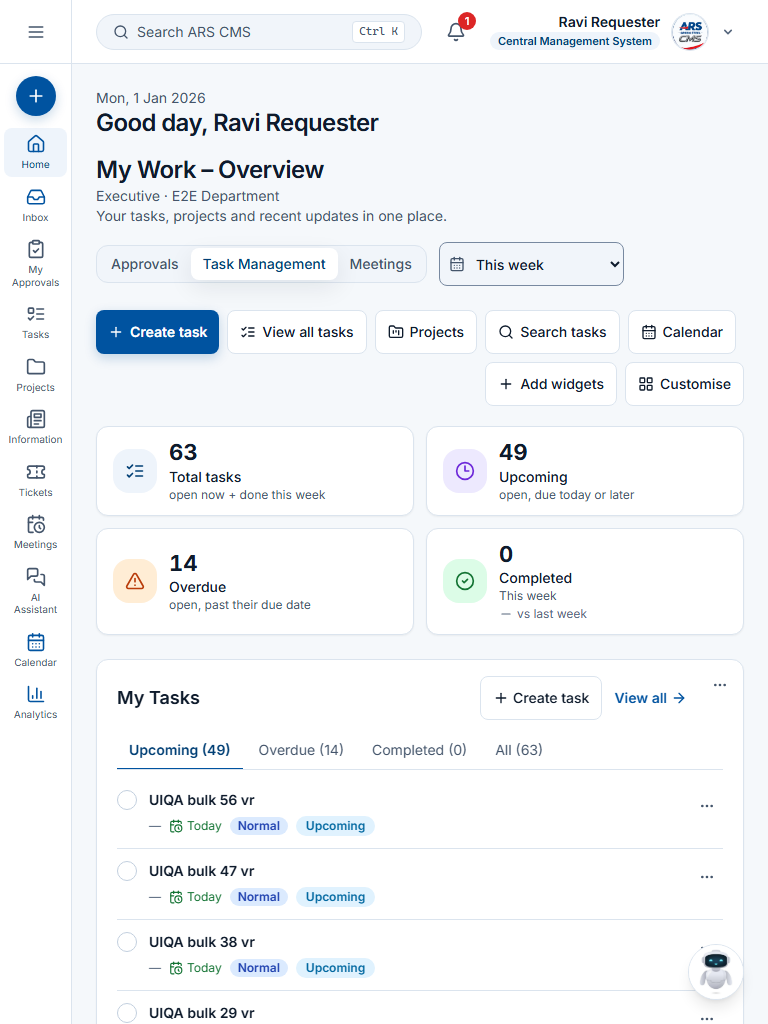 Search ARS CMS
Ctrl K
1
Ravi Requester
Central Management System
ARS
CMS
Mon, 1 Jan 2026
Good day, Ravi Requester
My Work – Overview
Executive · E2E Department
Your tasks, projects and recent updates in one place.
Approvals
Task Management
Meetings
This week
Create task
View all tasks
Projects
Search tasks
Calendar
Add widgets
Customise
Home
Inbox
My
Approvals
Tasks
Projects
Information
Tickets
Meetings
AI
Assistant
Calendar
Analytics
63
Total tasks
open now + done this week
49
Upcoming
open, due today or later
14
Overdue
open, past their due date
0
Completed
This week
— vs last week
My Tasks
Create task
View all
Upcoming (49)
Overdue (14)
Completed (0)
All (63)
UIQA bulk 56 vr
— Today Normal Upcoming
UIQA bulk 47 vr
— Today Normal Upcoming
UIQA bulk 38 vr
— Today Normal Upcoming
UIQA bulk 29 vr